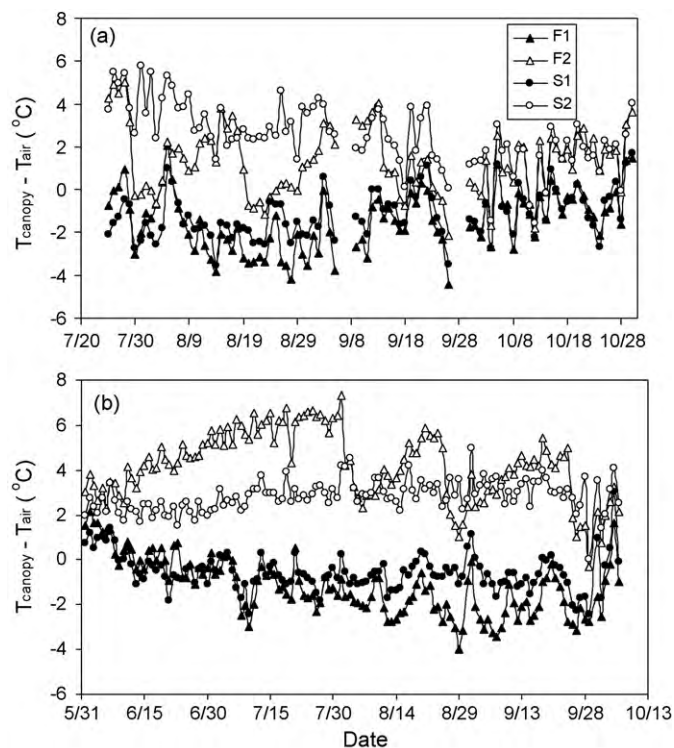 (a)
F1
F2
S1
S2
8
6
4
2
0
-2
-4
-6
Tcanopy - Tair ( °C)
7/20 7/30 8/9 8/19 8/29 9/8 9/18 9/28 10/8 10/18 10/28
(b)
8
6
4
2
0
-2
-4
-6
Tcanopy - Tair ( °C)
5/31 6/15 6/30 7/15 7/30 8/14 8/29 9/13 9/28 10/13
Date